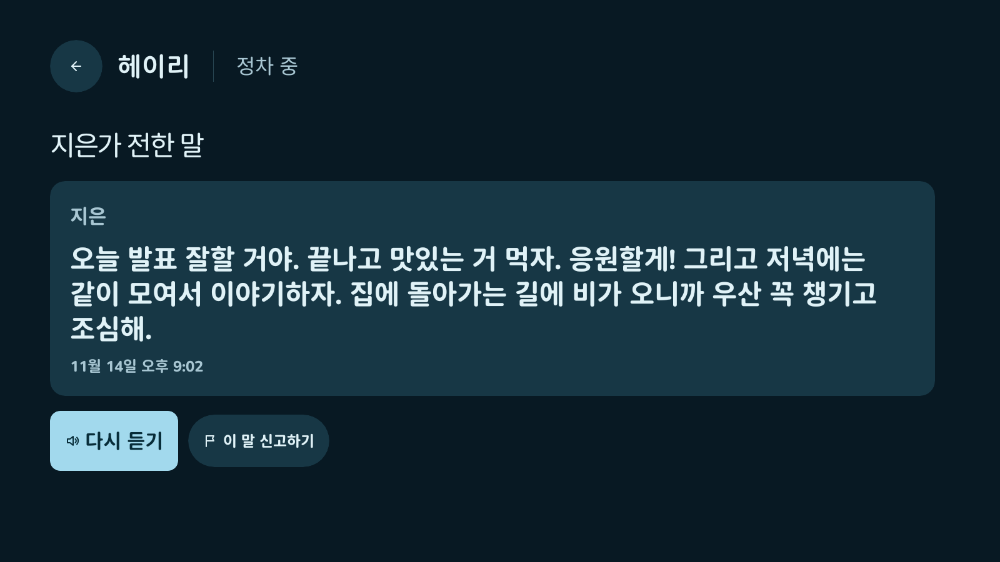 헤이리
정차 중
지은가 전한 말
지은
오늘 발표 잘할 거야. 끝나고 맛있는 거 먹자. 응원할게! 그리고 저녁에는
같이 모여서 이야기하자. 집에 돌아가는 길에 비가 오니까 우산 꼭 챙기고
조심해.
11월 14일 오후 9:02
다시 듣기
이 말 신고하기